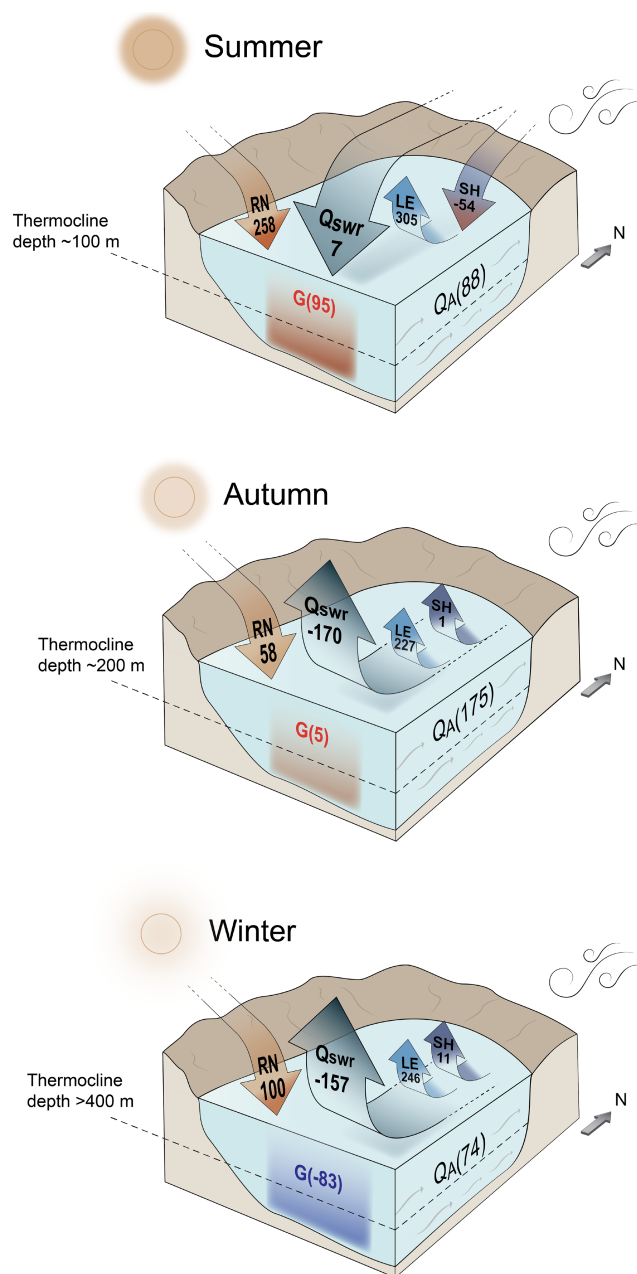 Summer
RN
258
Qswr
7
LE
305
SH
-54
Thermocline
depth ~100 m
N
G(95)
QA(88)
Autumn
RN
58
Qswr
-170
LE
227
SH
1
Thermocline
depth ~200 m
N
G(5)
QA(175)
Winter
RN
100
Qswr
-157
LE
246
SH
11
Thermocline
depth >400 m
N
G(-83)
QA(74)